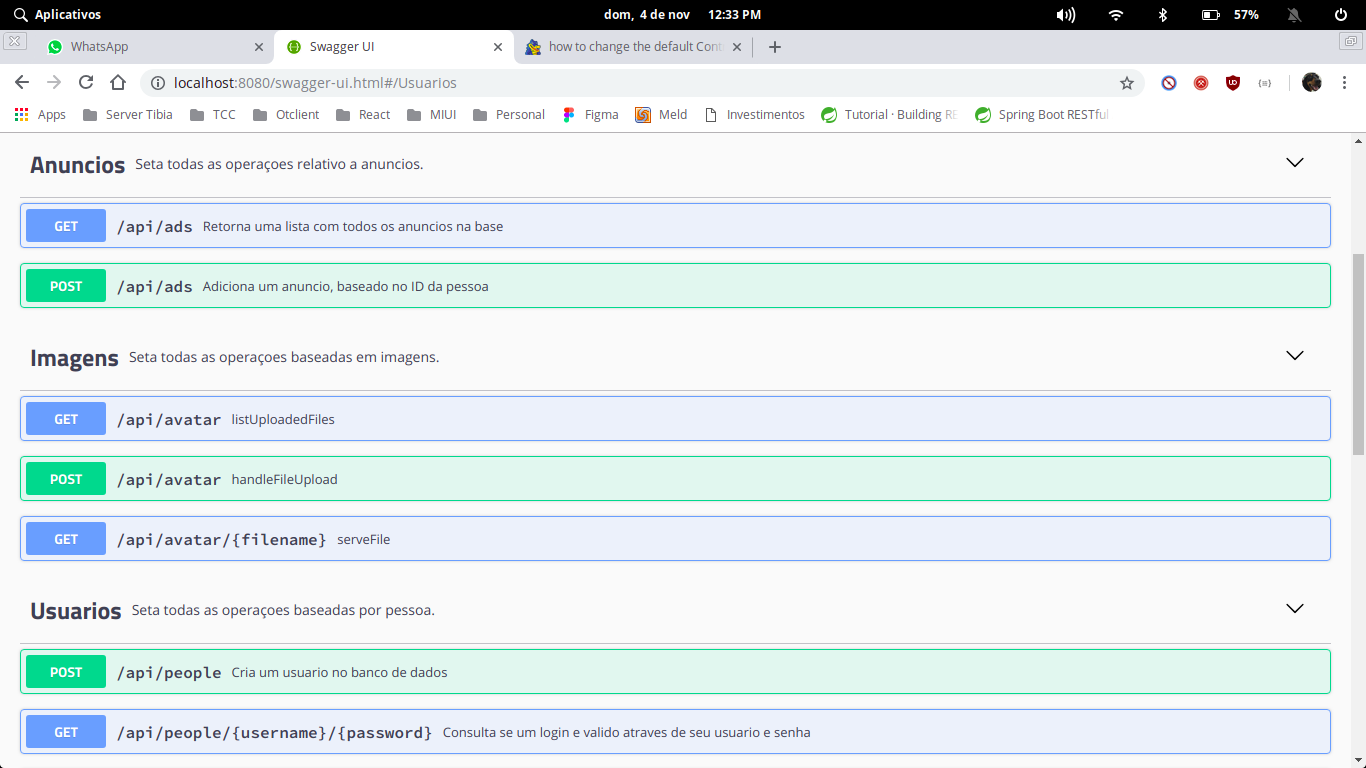 Aplicativos dom, 4 de nov 12:33 PM 57%
WhatsApp Swagger UI how to change the default Cont
localhost:8080/swagger-ui.html#/Usuarios
Apps Server Tibia TCC Otclient React MIUI Personal Figma Meld Investimentos Tutorial · Building RE Spring Boot RESTful
Anuncios Seta todas as operaçoes relativo a anuncios.
GET /api/ads Retorna uma lista com todos os anuncios na base
POST /api/ads Adiciona um anuncio, baseado no ID da pessoa
Imagens Seta todas as operaçoes baseadas em imagens.
GET /api/avatar listUploadedFiles
POST /api/avatar handleFileUpload
GET /api/avatar/{filename} serveFile
Usuarios Seta todas as operaçoes baseadas por pessoa.
POST /api/people Cria um usuario no banco de dados
GET /api/people/{username}/{password} Consulta se um login e valido atraves de seu usuario e senha